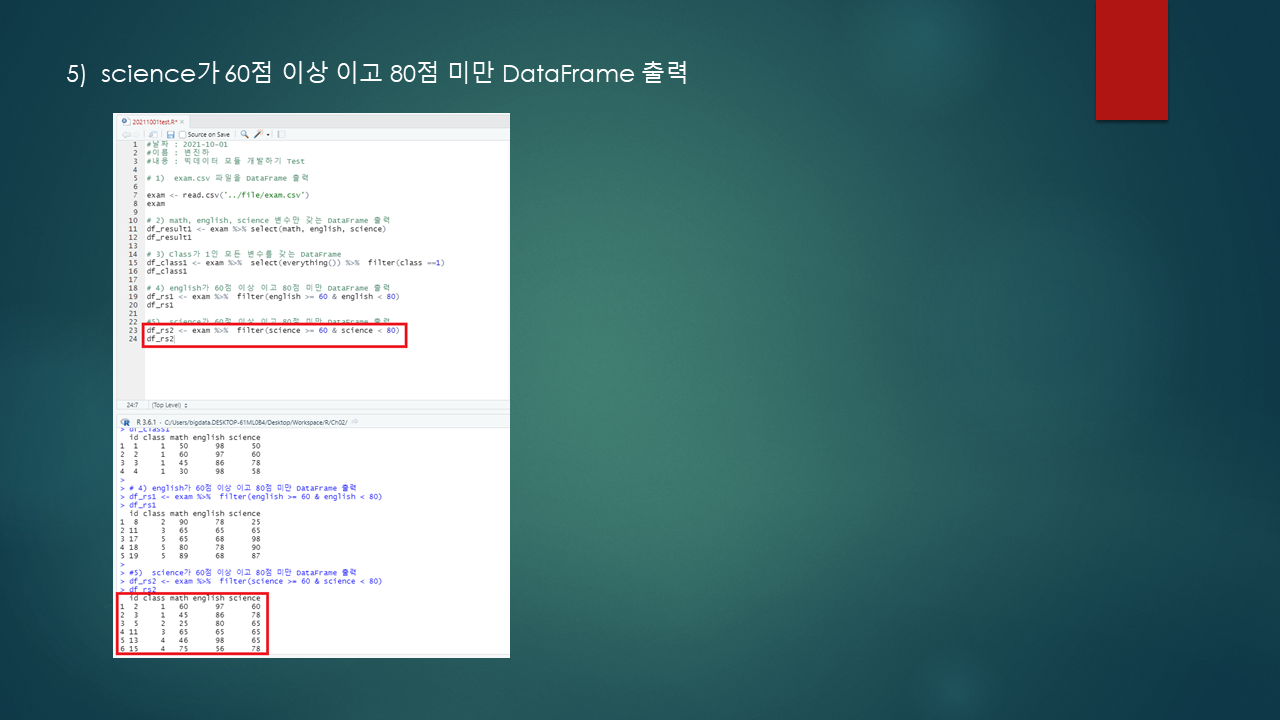 5)  science가 60점 이상 이고 80점 미만 DataFrame 출력
20211001test.R* ×
Source on Save
1 #날짜 : 2021-10-01
2 #이름 : 변진하
3 #내용 : 빅데이터 모듈 개발하기 Test
4
5 # 1)  exam.csv 파일을 DataFrame 출력
6
7 exam <- read.csv('../file/exam.csv')
8 exam
9
10 # 2) math, english, science 변수만 갖는 DataFrame 출력
11 df_result1 <- exam %>% select(math, english, science)
12 df_result1
13
14 # 3) Class가 1인 모든 변수를 갖는 DataFrame
15 df_class1 <- exam %>%  select(everything()) %>%  filter(class ==1)
16 df_class1
17
18 # 4) english가 60점 이상 이고 80점 미만 DataFrame 출력
19 df_rs1 <- exam %>%  filter(english >= 60 & english < 80)
20 df_rs1
21
22 #5)  science가 60점 이상 이고 80점 미만 DataFrame 출력
23 df_rs2 <- exam %>%  filter(science >= 60 & science < 80)
24 df_rs2
24:7 (Top Level)
R 3.6.1 · C:/Users/bigdata.DESKTOP-61ML0B4/Desktop/Workspace/R/Ch02/
> df_class1
  id class math english science
1  1     1   50      98      50
2  2     1   60      97      60
3  3     1   45      86      78
4  4     1   30      98      58
>
> # 4) english가 60점 이상 이고 80점 미만 DataFrame 출력
> df_rs1 <- exam %>%  filter(english >= 60 & english < 80)
> df_rs1
  id class math english science
1  8     2   90      78      25
2 11     3   65      65      65
3 17     5   65      68      98
4 18     5   80      78      90
5 19     5   89      68      87
>
> #5)  science가 60점 이상 이고 80점 미만 DataFrame 출력
> df_rs2 <- exam %>%  filter(science >= 60 & science < 80)
> df_rs2
  id class math english science
1  2     1   60      97      60
2  3     1   45      86      78
3  5     2   25      80      65
4 11     3   65      65      65
5 13     4   46      98      65
6 15     4   75      56      78